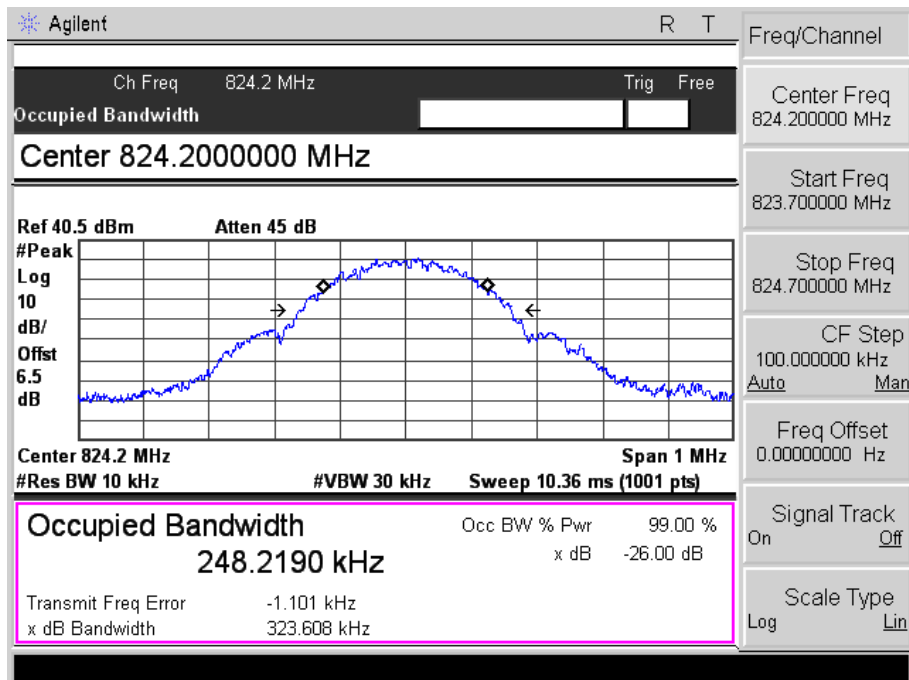 Agilent R T
Ch Freq 824.2 MHz Trig Free
Occupied Bandwidth
Center 824.2000000 MHz
Ref 40.5 dBm Atten 45 dB
#Peak
Log
10
dB/
Offst
6.5
dB
Center 824.2 MHz Span 1 MHz
#Res BW 10 kHz #VBW 30 kHz Sweep 10.36 ms (1001 pts)
Occupied Bandwidth Occ BW % Pwr 99.00 %
248.2190 kHz x dB -26.00 dB
Transmit Freq Error -1.101 kHz
x dB Bandwidth 323.608 kHz
Freq/Channel
Center Freq
824.200000 MHz
Start Freq
823.700000 MHz
Stop Freq
824.700000 MHz
CF Step
100.000000 kHz
Auto Man
Freq Offset
0.00000000 Hz
Signal Track
On Off
Scale Type
Log Lin